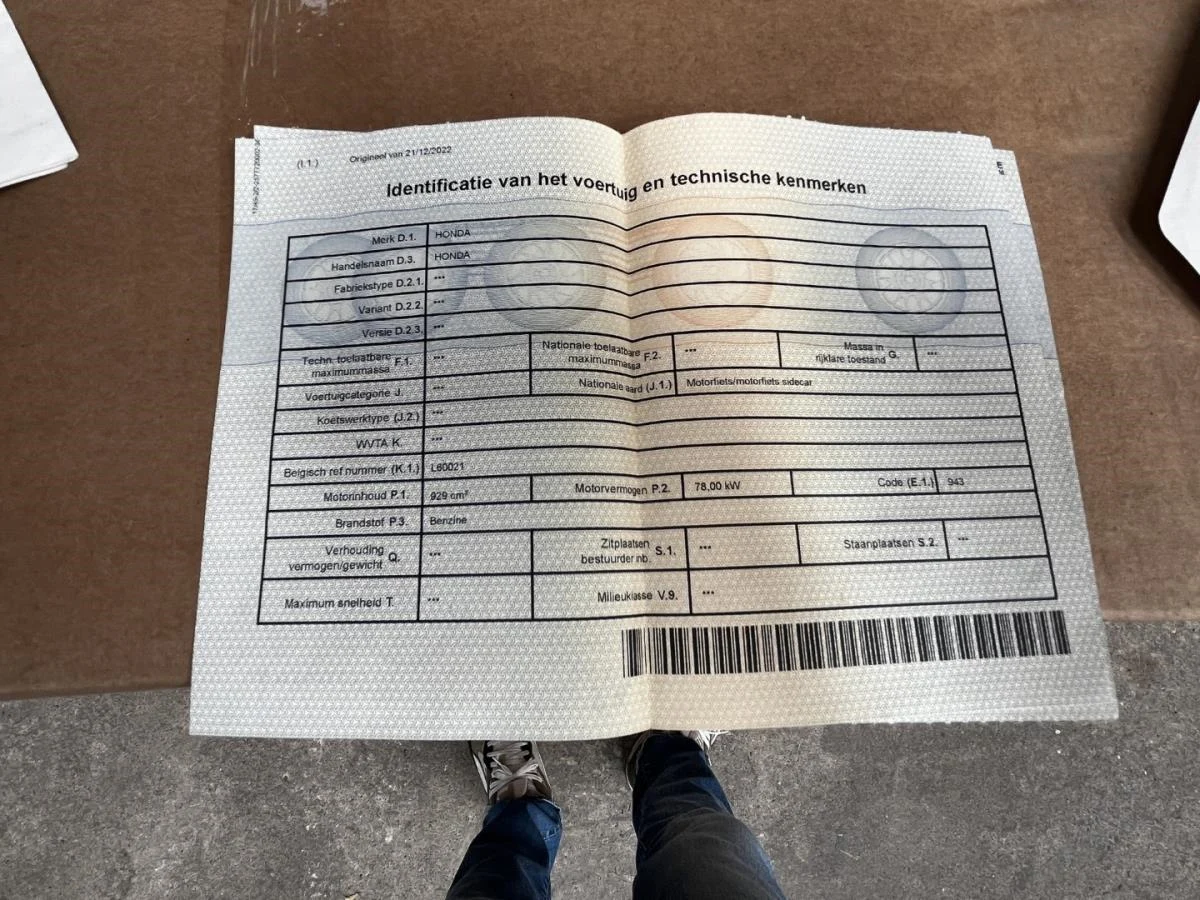 (I.1.) Origineel van 21/12/2022
Identificatie van het voertuig en technische kenmerken
Merk D.1. HONDA
Handelsnaam D.3. HONDA
Fabriekstype D.2.1. ***
Variant D.2.2. ***
Versie D.2.3. ***
Techn. toelaatbare maximummassa F.1. *** Nationale toelaatbare maximummassa F.2. *** Massa in rijklare toestand G. ***
Voertuigcategorie J. *** Nationale aard (J.1.) Motorfiets/motorfiets sidecar
Koetswerktype (J.2.) ***
WVTA K. ***
Belgisch ref nummer (K.1.) L60021
Motorinhoud P.1. 929 cm³ Motorvermogen P.2. 78,00 kW Code (E.1.) 943
Brandstof P.3. Benzine
Verhouding vermogen/gewicht Q. *** Zitplaatsen bestuurder inb. S.1. *** Staanplaatsen S.2. ***
Maximum snelheid T. *** Milieuklasse V.9. ***